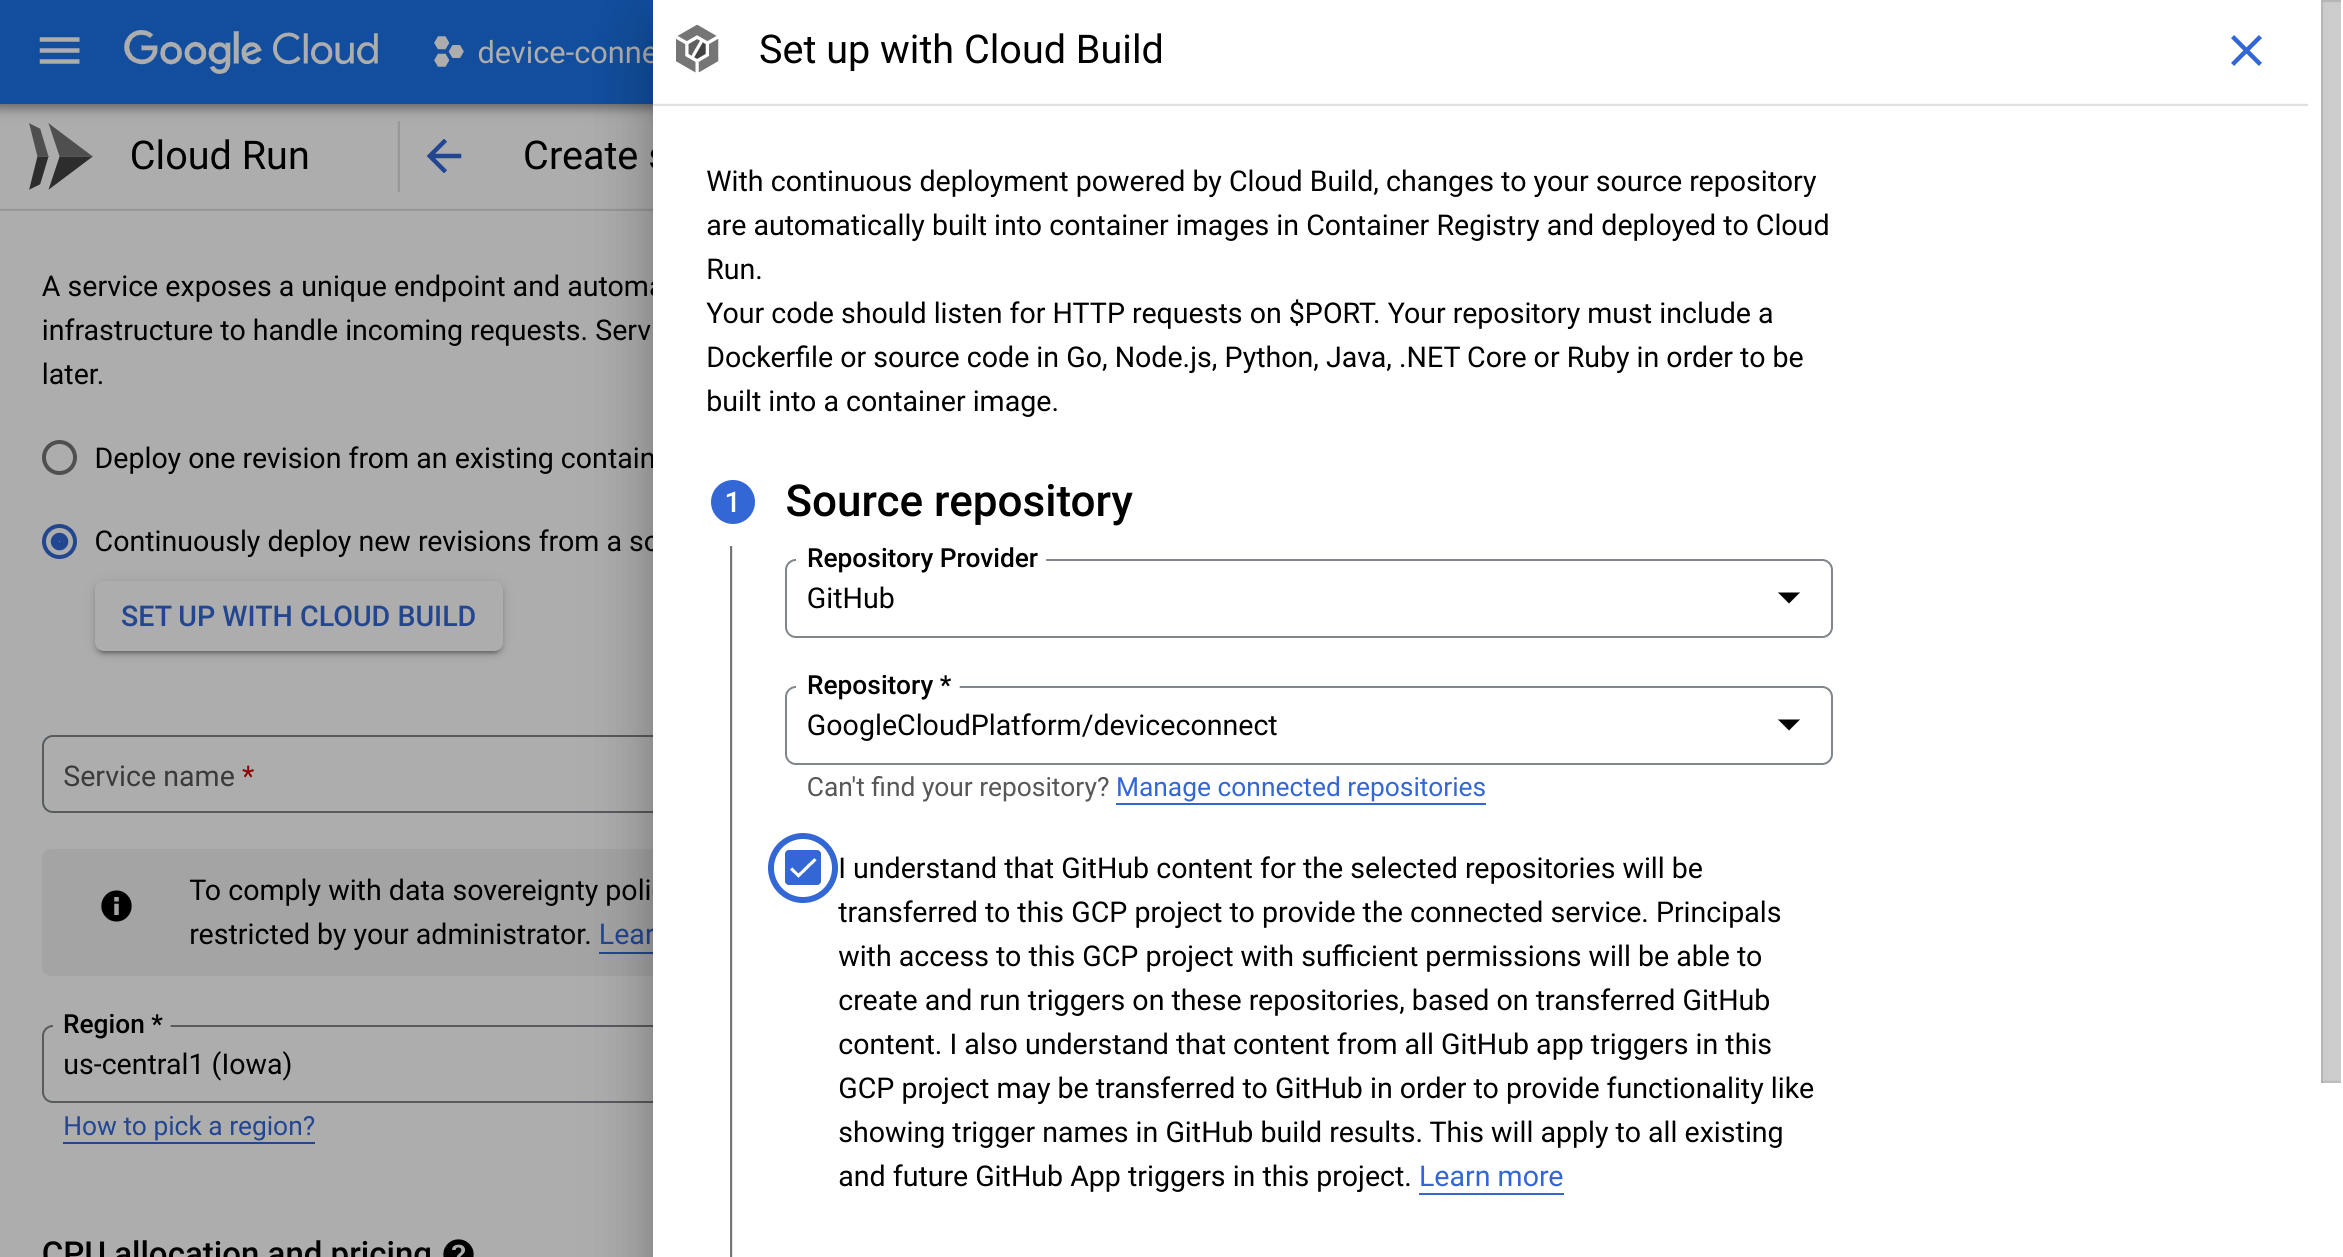 Google Cloud
device-conne
Set up with Cloud Build
Cloud Run
Create s
With continuous deployment powered by Cloud Build, changes to your source repository
are automatically built into container images in Container Registry and deployed to Cloud
Run.
Your code should listen for HTTP requests on $PORT. Your repository must include a
Dockerfile or source code in Go, Node.js, Python, Java, .NET Core or Ruby in order to be
built into a container image.
A service exposes a unique endpoint and automa
infrastructure to handle incoming requests. Serv
later.
Deploy one revision from an existing contain
Continuously deploy new revisions from a so
SET UP WITH CLOUD BUILD
Service name *
To comply with data sovereignty poli
restricted by your administrator. Lear
Region *
us-central1 (Iowa)
How to pick a region?
CPU allocation and pricing
1 Source repository
Repository Provider
GitHub
Repository *
GoogleCloudPlatform/deviceconnect
Can't find your repository? Manage connected repositories
I understand that GitHub content for the selected repositories will be
transferred to this GCP project to provide the connected service. Principals
with access to this GCP project with sufficient permissions will be able to
create and run triggers on these repositories, based on transferred GitHub
content. I also understand that content from all GitHub app triggers in this
GCP project may be transferred to GitHub in order to provide functionality like
showing trigger names in GitHub build results. This will apply to all existing
and future GitHub App triggers in this project. Learn more